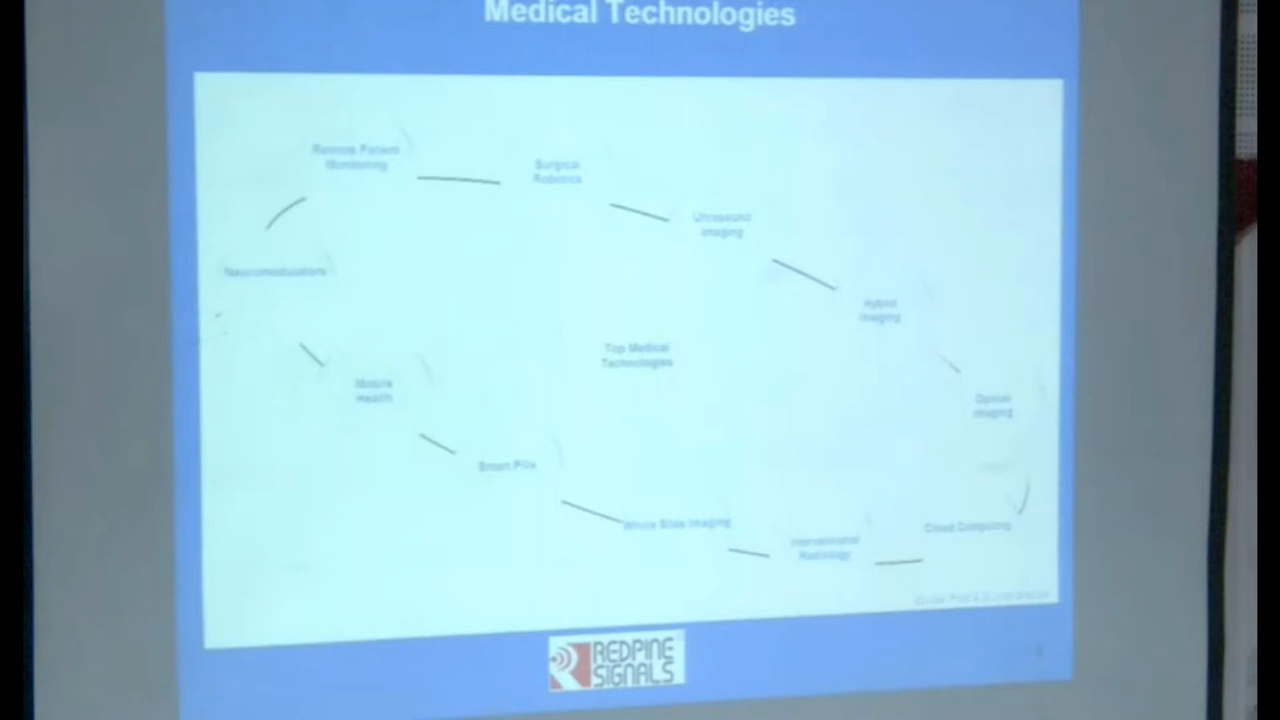 Medical Technologies
Remote Patient
Monitoring
Surgical
Robotics
Ultrasound
Imaging
Neuromodulators
Hybrid
Imaging
Top Medical
Technologies
Mobile
Health
Optical
Imaging
Smart Pills
Whole Slide Imaging
Cloud Computing
Interventional
Radiology
REDPINE
SIGNALS